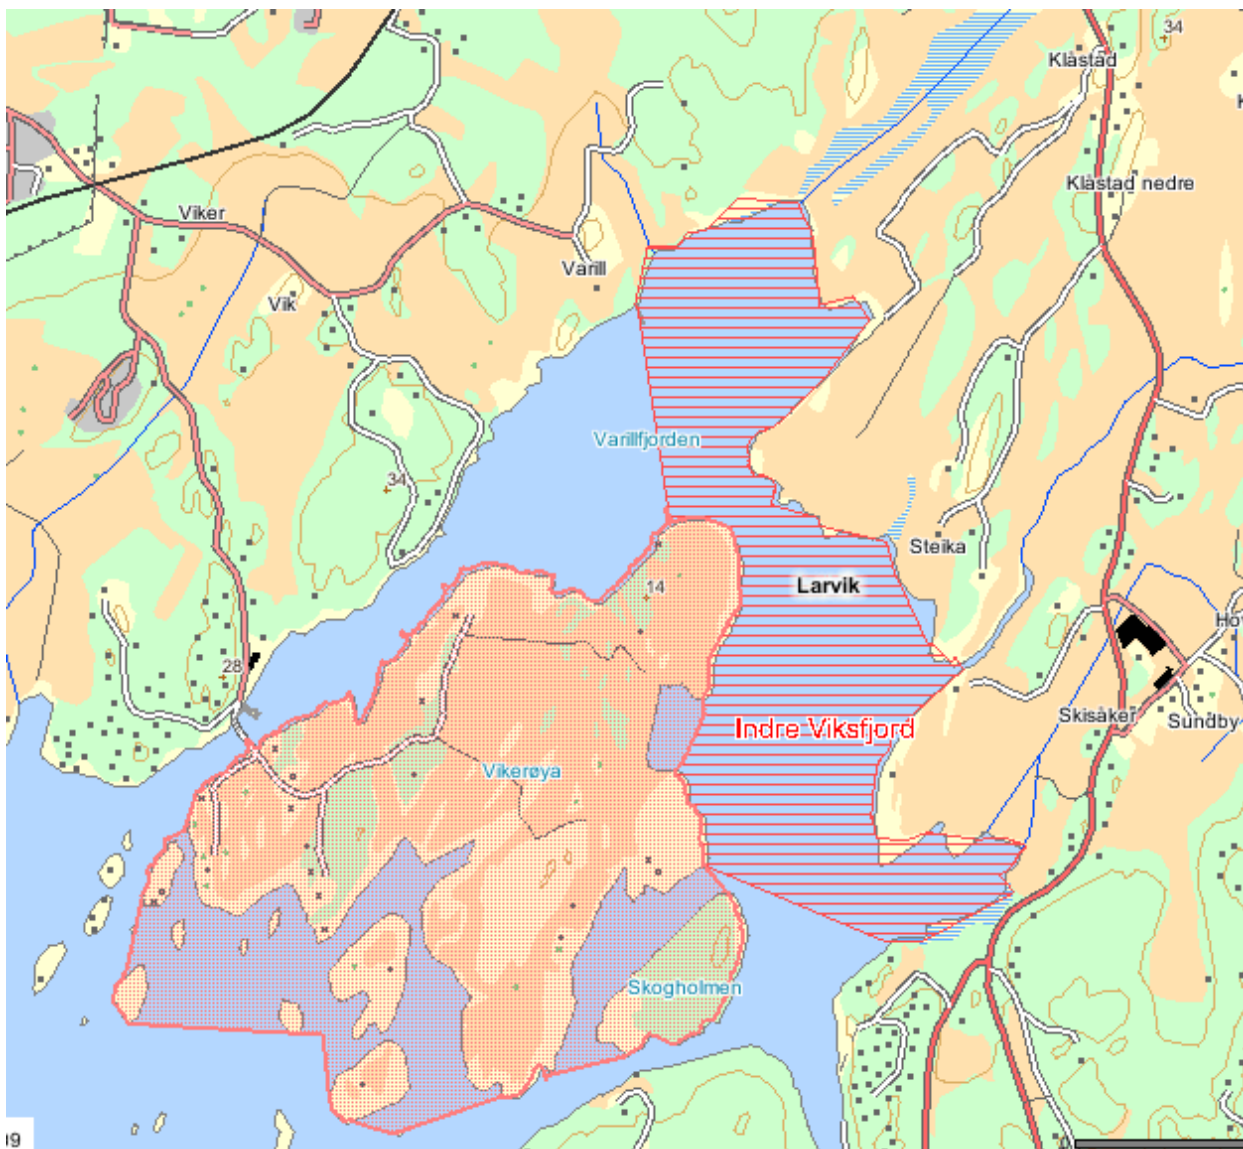 34
Klåstad
Klåstad nedre
Viker
Varill
Vik
Varillfjorden
34
Steika
14
Larvik
28
Skisåker
Sundby
Indre Viksfjord
Vikerøya
Skogholmen